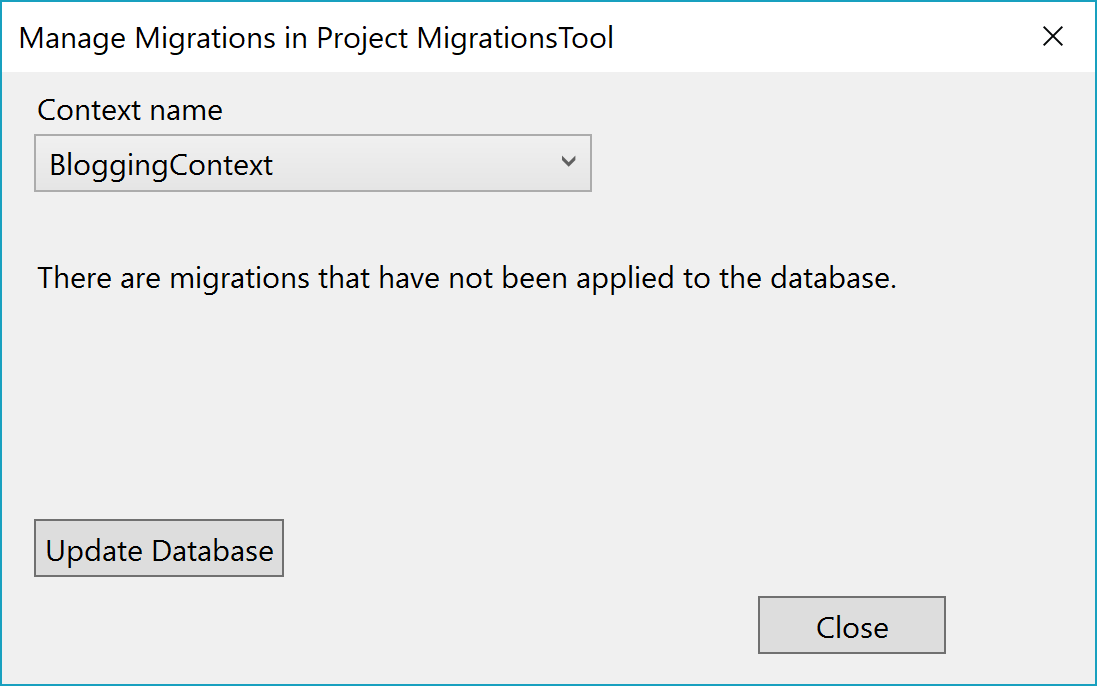 Manage Migrations in Project MigrationsTool
Context name
BloggingContext
There are migrations that have not been applied to the database.
Update Database
Close